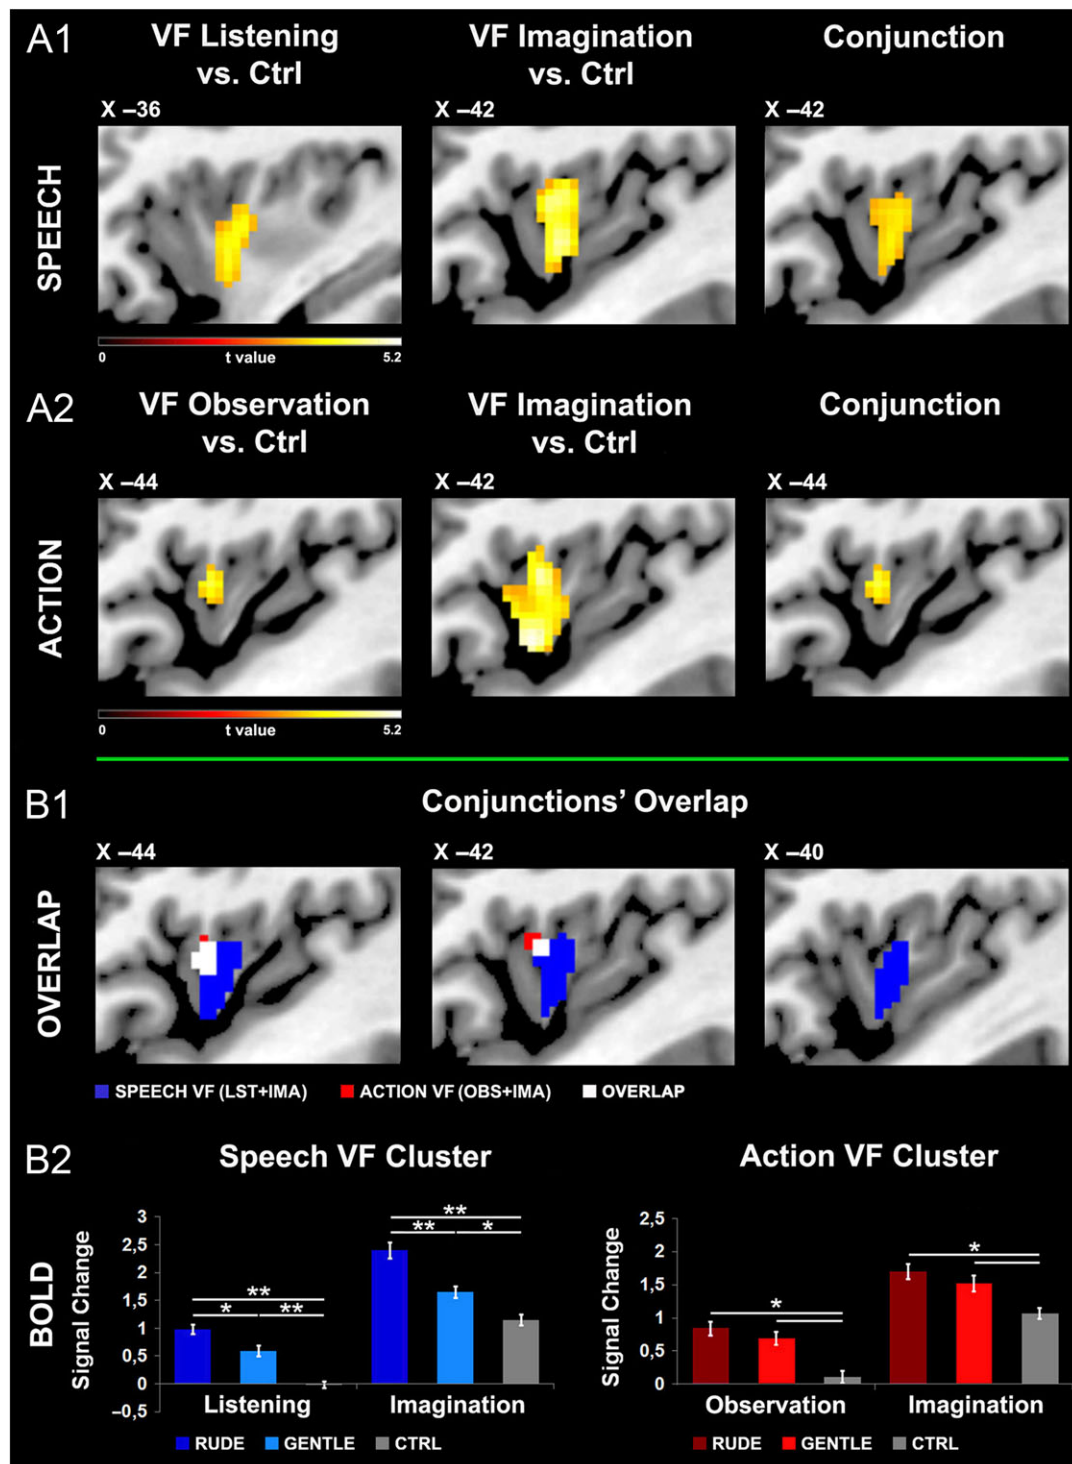 A1
VF Listening
vs. Ctrl
VF Imagination
vs. Ctrl
Conjunction
X –36
X –42
X –42
SPEECH
0
t value
5.2
A2
VF Observation
vs. Ctrl
VF Imagination
vs. Ctrl
Conjunction
X –44
X –42
X –44
ACTION
0
t value
5.2
B1
Conjunctions’ Overlap
X –44
X –42
X –40
OVERLAP
SPEECH VF (LST+IMA)
ACTION VF (OBS+IMA)
OVERLAP
B2
Speech VF Cluster
Action VF Cluster
BOLD
Signal Change
3
2,5
2
1,5
1
0,5
0
–0,5
**
*
**
**
**
*
Listening
Imagination
RUDE
GENTLE
CTRL
Signal Change
2,5
2
1,5
1
0,5
0
*
*
Observation
Imagination
RUDE
GENTLE
CTRL